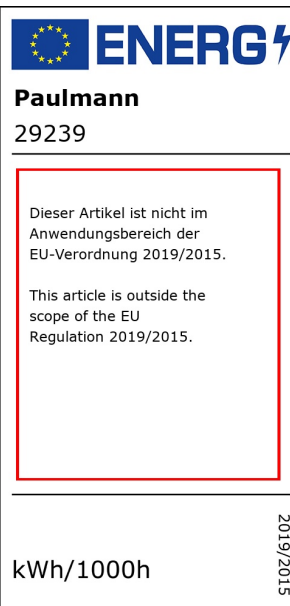 ENERG
Paulmann
29239
Dieser Artikel ist nicht im
Anwendungsbereich der
EU-Verordnung 2019/2015.
This article is outside the
scope of the EU
Regulation 2019/2015.
kWh/1000h
2019/2015